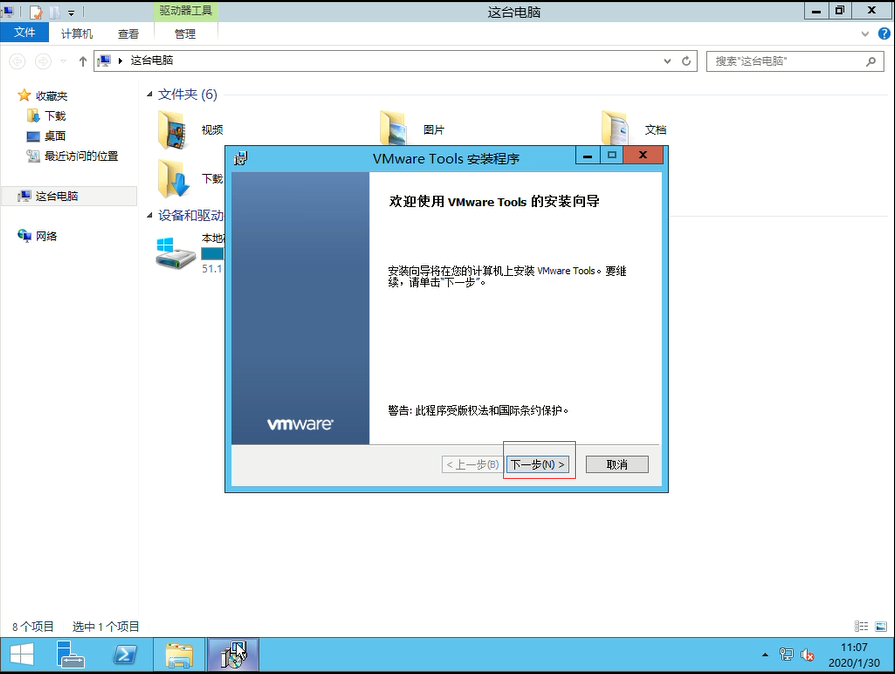 驱动器工具
这台电脑
文件
计算机
查看
管理
这台电脑
搜索"这台电脑"
收藏夹
下载
桌面
最近访问的位置
这台电脑
网络
文件夹 (6)
视频
图片
文档
下载
设备和驱动
本地
51.1
VMware Tools 安装程序
欢迎使用 VMware Tools 的安装向导
安装向导将在您的计算机上安装 VMware Tools。要继
续，请单击"下一步"。
警告: 此程序受版权法和国际条约保护。
vmware
< 上一步(B)
下一步(N) >
取消
8 个项目
选中 1 个项目
11:07
2020/1/30